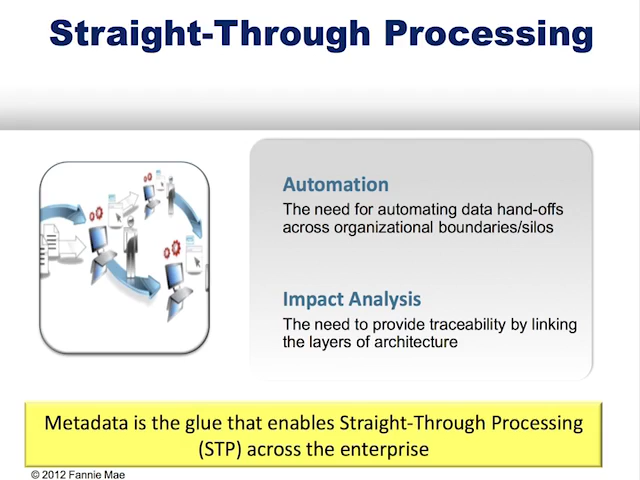 Straight-Through Processing
Automation
The need for automating data hand-offs
across organizational boundaries/silos
Impact Analysis
The need to provide traceability by linking
the layers of architecture
Metadata is the glue that enables Straight-Through Processing
(STP) across the enterprise
© 2012 Fannie Mae